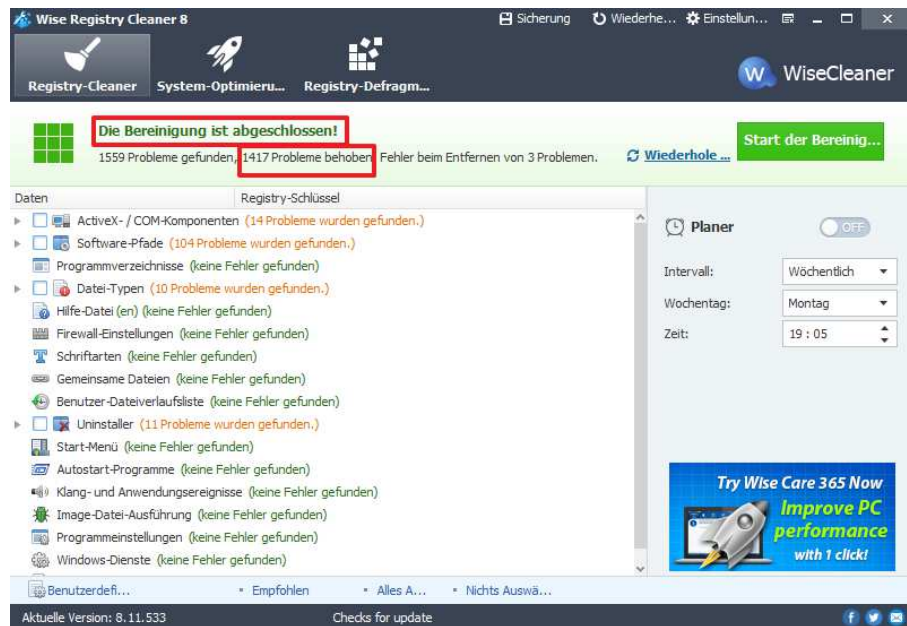 Wise Registry Cleaner 8 Sicherung Wiederhe... Einstellun...
Registry-Cleaner System-Optimieru... Registry-Defragm...
W WiseCleaner
Die Bereinigung ist abgeschlossen!
1559 Probleme gefunden, 1417 Probleme behoben, Fehler beim Entfernen von 3 Problemen. Wiederhole ... Start der Bereinig...
Daten Registry-Schlüssel
ActiveX- / COM-Komponenten (14 Probleme wurden gefunden.)
Software-Pfade (104 Probleme wurden gefunden.)
Programmverzeichnisse (keine Fehler gefunden)
Datei-Typen (10 Probleme wurden gefunden.)
Hilfe-Datei (en) (keine Fehler gefunden)
Firewall-Einstellungen (keine Fehler gefunden)
Schriftarten (keine Fehler gefunden)
Gemeinsame Dateien (keine Fehler gefunden)
Benutzer-Dateiverlaufsliste (keine Fehler gefunden)
Uninstaller (11 Probleme wurden gefunden.)
Start-Menü (keine Fehler gefunden)
Autostart-Programme (keine Fehler gefunden)
Klang- und Anwendungsereignisse (keine Fehler gefunden)
Image-Datei-Ausführung (keine Fehler gefunden)
Programmeinstellungen (keine Fehler gefunden)
Windows-Dienste (keine Fehler gefunden)
Planer OFF
Intervall: Wöchentlich
Wochentag: Montag
Zeit: 19 : 05
Try Wise Care 365 Now
Improve PC
performance
with 1 click!
Benutzerdefi... Empfohlen Alles A... Nichts Auswä...
Aktuelle Version: 8.11.533 Checks for update